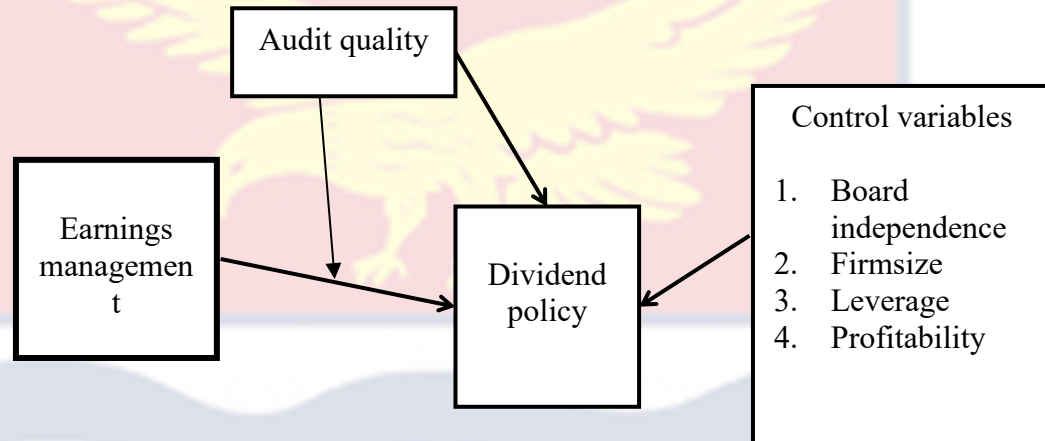 Audit quality
Earnings
managemen
t
Dividend
policy
Control variables
1. Board
independence
2. Firmsize
3. Leverage
4. Profitability